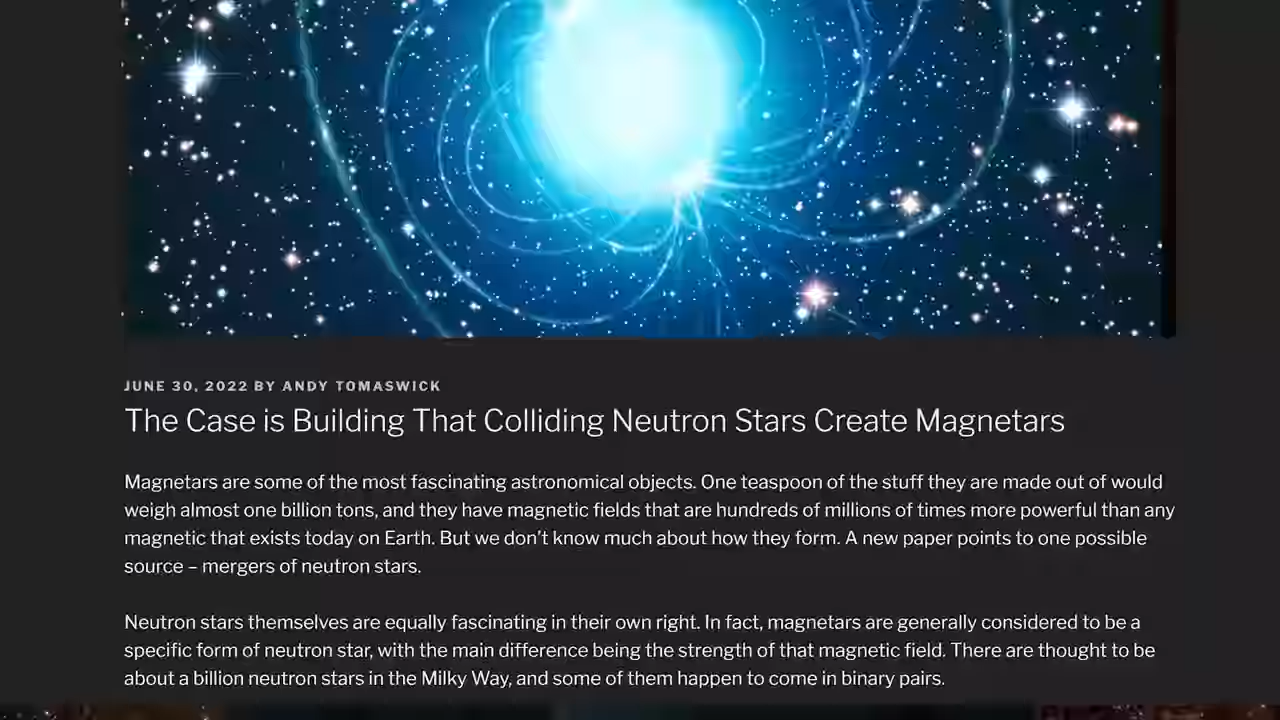 JUNE 30, 2022 BY ANDY TOMASWICK
The Case is Building That Colliding Neutron Stars Create Magnetars
Magnetars are some of the most fascinating astronomical objects. One teaspoon of the stuff they are made out of would
weigh almost one billion tons, and they have magnetic fields that are hundreds of millions of times more powerful than any
magnetic that exists today on Earth. But we don’t know much about how they form. A new paper points to one possible
source – mergers of neutron stars.
Neutron stars themselves are equally fascinating in their own right. In fact, magnetars are generally considered to be a
specific form of neutron star, with the main difference being the strength of that magnetic field. There are thought to be
about a billion neutron stars in the Milky Way, and some of them happen to come in binary pairs.